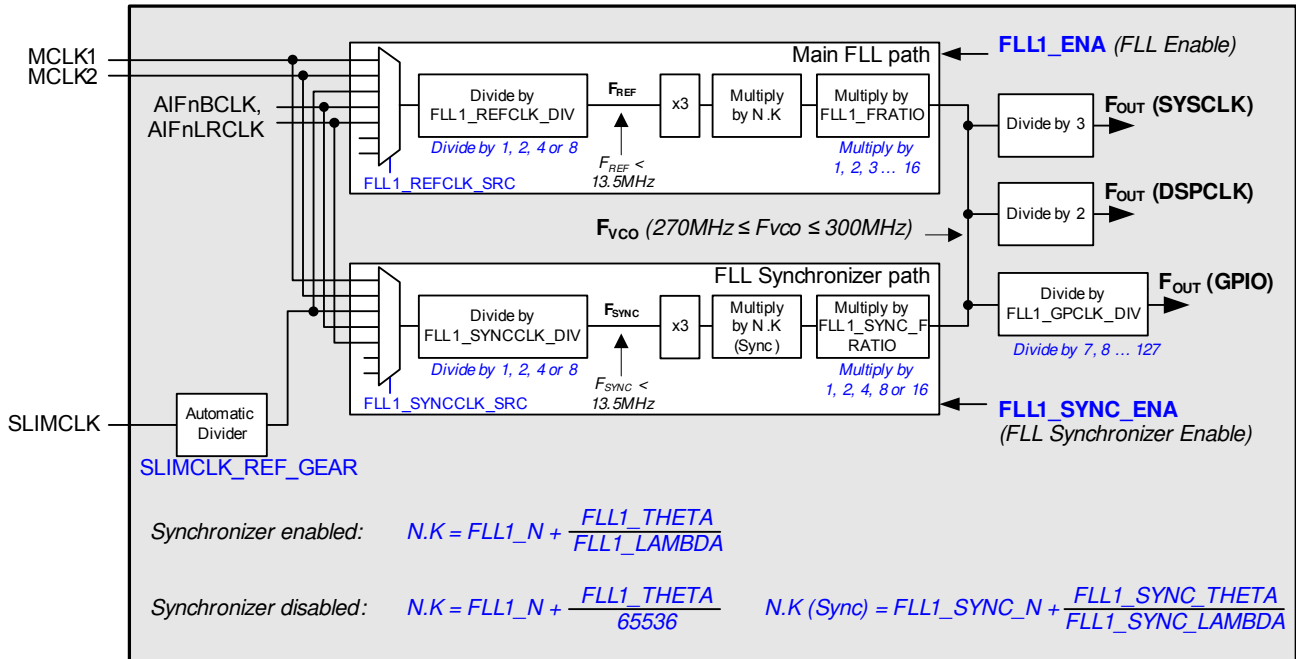 MCLK1
MCLK2
AIFnBCLK,
AIFnLRCLK
Main FLL path
Divide by
FLL1_REFCLK_DIV
Divide by 1, 2, 4 or 8
FLL1_REFCLK_SRC
FREF
FREF <
13.5MHz
x3
Multiply
by N.K
Multiply by
FLL1_FRATIO
Multiply by
1, 2, 3 … 16
FLL1_ENA (FLL Enable)
Divide by 3
FOUT (SYSCLK)
Divide by 2
FOUT (DSPCLK)
FVCO (270MHz ≤ Fvco ≤ 300MHz)
FLL Synchronizer path
Divide by
FLL1_SYNCCLK_DIV
Divide by 1, 2, 4 or 8
FLL1_SYNCCLK_SRC
FSYNC
FSYNC <
13.5MHz
x3
Multiply
by N.K
(Sync)
Multiply by
FLL1_SYNC_F
RATIO
Multiply by
1, 2, 4, 8 or 16
Divide by
FLL1_GPCLK_DIV
Divide by 7, 8 … 127
FOUT (GPIO)
FLL1_SYNC_ENA
(FLL Synchronizer Enable)
SLIMCLK
Automatic
Divider
SLIMCLK_REF_GEAR
Synchronizer enabled: N.K = FLL1_N + FLL1_THETA
FLL1_LAMBDA
Synchronizer disabled: N.K = FLL1_N + FLL1_THETA
65536
N.K (Sync) = FLL1_SYNC_N + FLL1_SYNC_THETA
FLL1_SYNC_LAMBDA